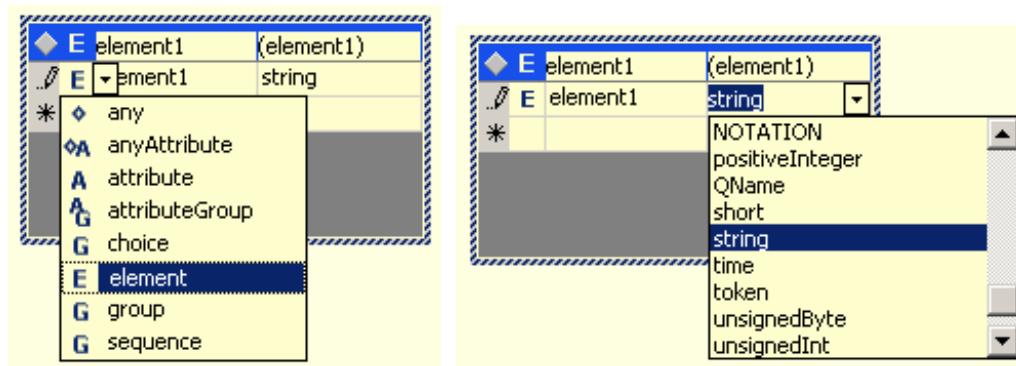 E element1 (element1)
E element1 string
any
A anyAttribute
A attribute
AG attributeGroup
G choice
E element
G group
G sequence
E element1 (element1)
E element1 string
NOTATION
positiveInteger
QName
short
string
time
token
unsignedByte
unsignedInt